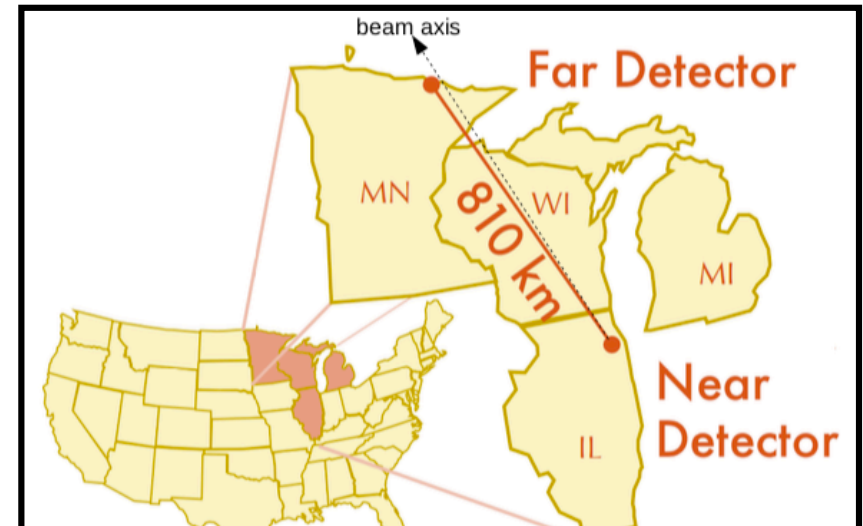 beam axis
Far Detector
MN
810 km
WI
MI
Near
Detector
IL